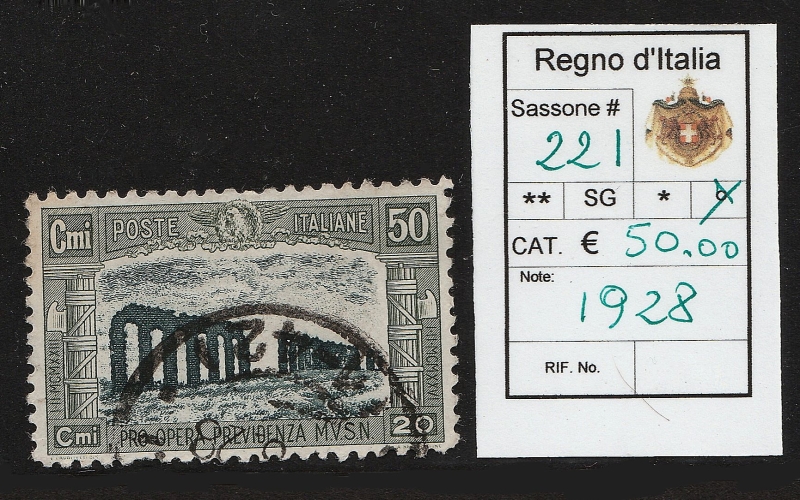 Cmi POSTE ITALIANE 50
Cmi PRO OPERA PREVIDENZA MVSN 20
Regno d'Italia
Sassone #
221
** SG * °
CAT. € 50.00
Note:
1928
RIF. No.